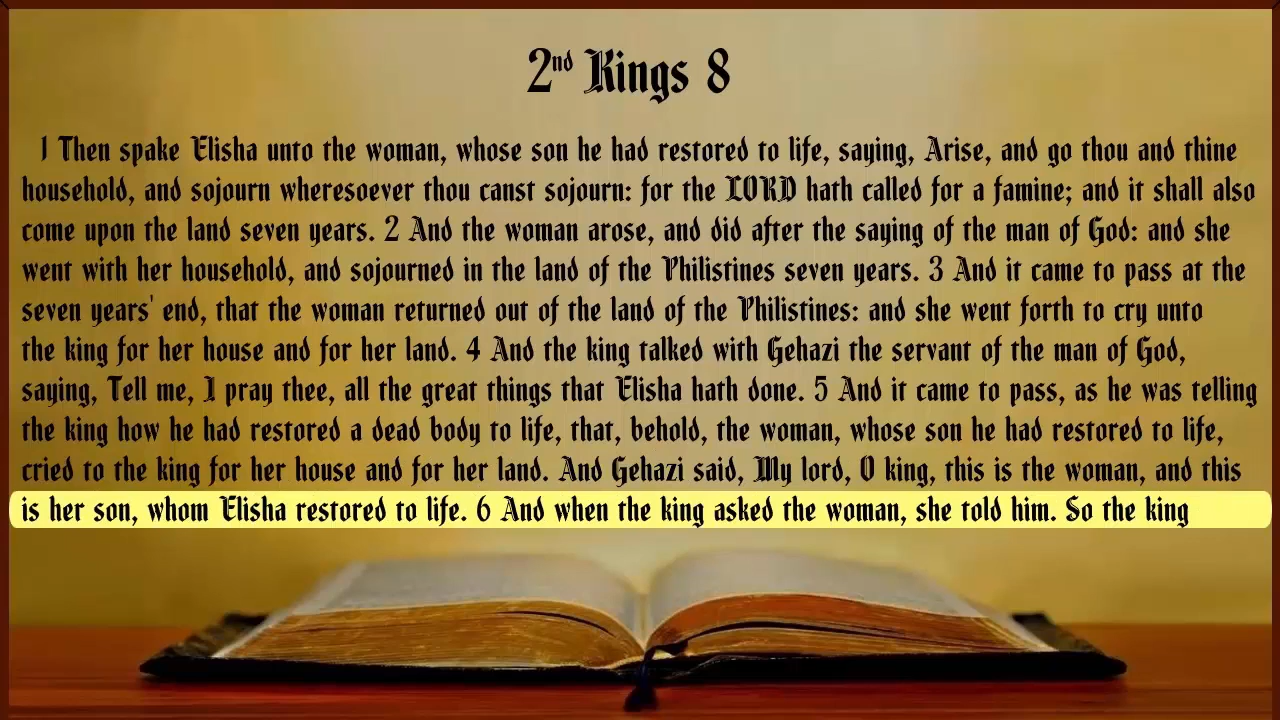 2nd Kings 8
1 Then spake Elisha unto the woman, whose son he had restored to life, saying, Arise, and go thou and thine
household, and sojourn wheresoever thou canst sojourn: for the LORD hath called for a famine; and it shall also
come upon the land seven years. 2 And the woman arose, and did after the saying of the man of God: and she
went with her household, and sojourned in the land of the Philistines seven years. 3 And it came to pass at the
seven years' end, that the woman returned out of the land of the Philistines: and she went forth to cry unto
the king for her house and for her land. 4 And the king talked with Gehazi the servant of the man of God,
saying, Tell me, I pray thee, all the great things that Elisha hath done. 5 And it came to pass, as he was telling
the king how he had restored a dead body to life, that, behold, the woman, whose son he had restored to life,
cried to the king for her house and for her land. And Gehazi said, My lord, O king, this is the woman, and this
is her son, whom Elisha restored to life. 6 And when the king asked the woman, she told him. So the king